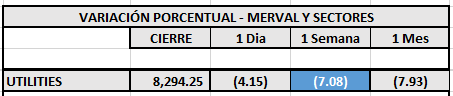 VARIACIÓN PORCENTUAL - MERVAL Y SECTORES
CIERRE 1 Dia 1 Semana 1 Mes
UTILITIES 8,294.25 (4.15) (7.08) (7.93)